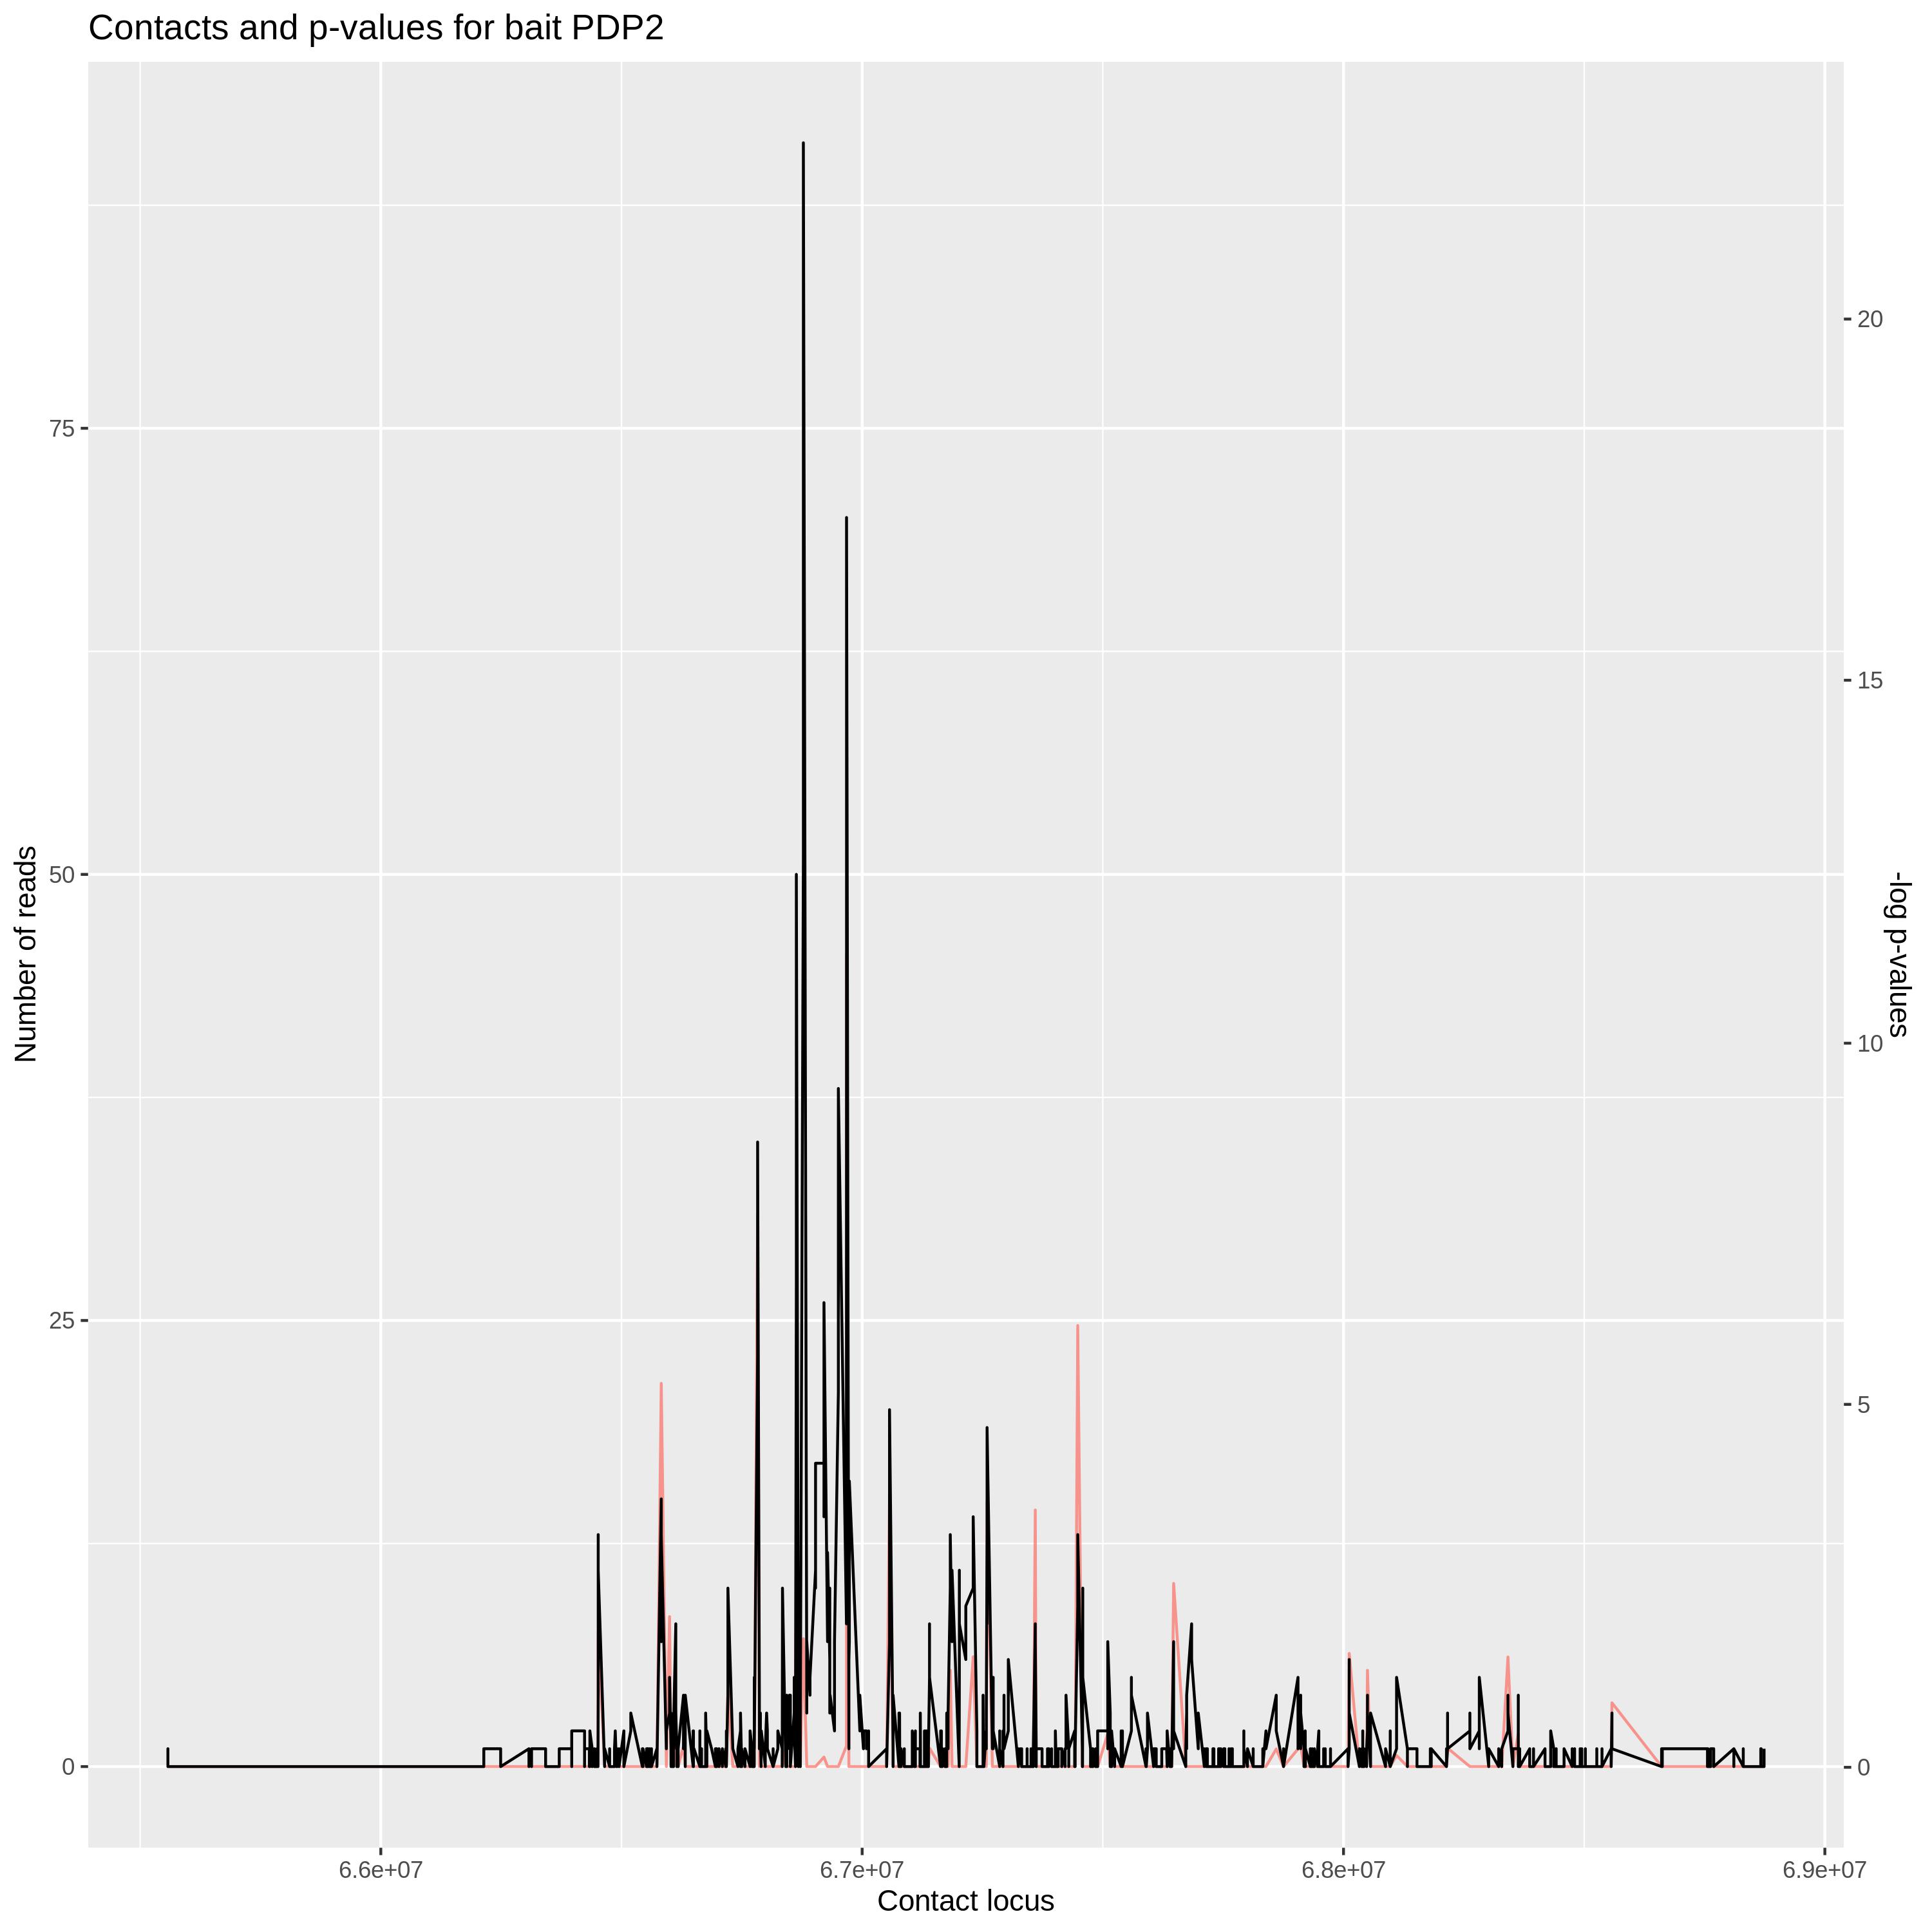 Contacts and p-values for bait PDP2
75
50
25
0
Number of reads
20
15
10
5
0
-log p-values
6.6e+07 6.7e+07 6.8e+07 6.9e+07
Contact locus